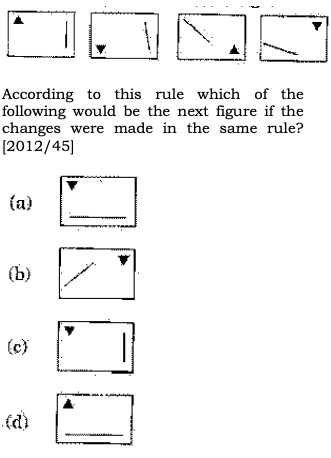 According to this rule which of the
following would be the next figure if the
changes were made in the same rule?
[2012/45]
(a)
(b)
(c)
(d)